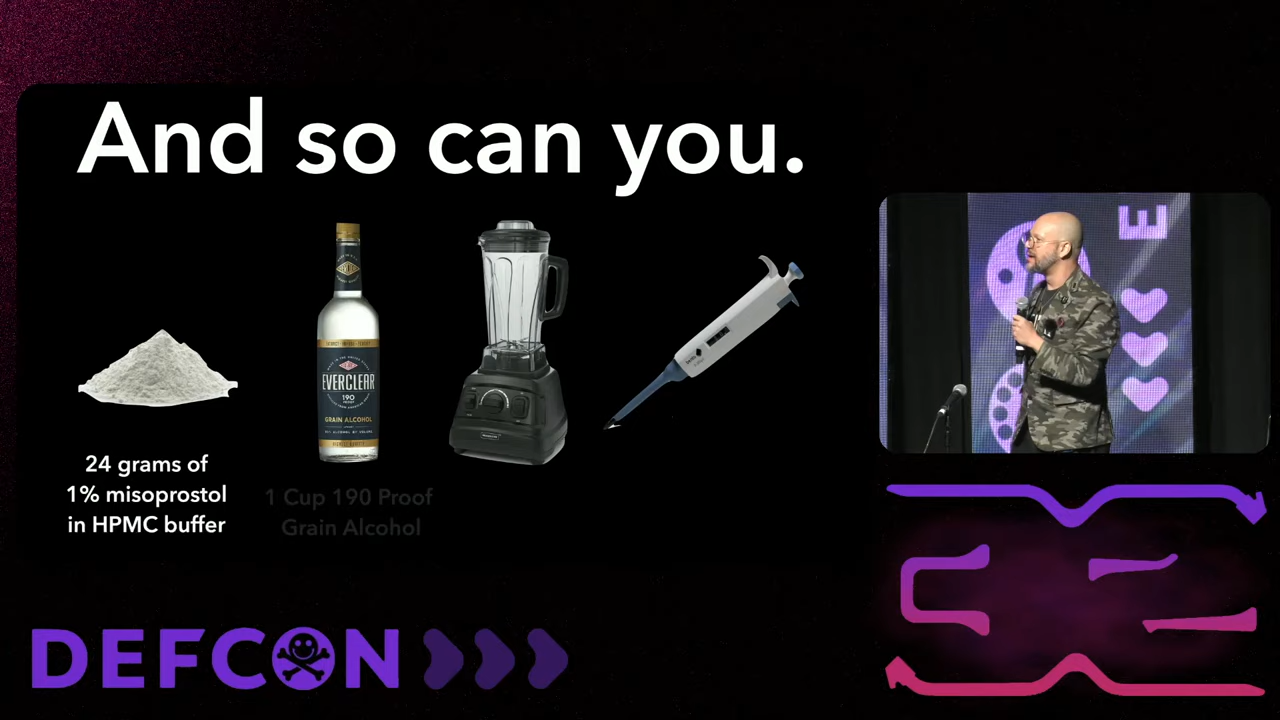 And so can you.
24 grams of
1% misoprostol
in HPMC buffer
EVERCLEAR
190
PROOF
GRAIN ALCOHOL
1 Cup 190 Proof
Grain Alcohol
E
DEFCON